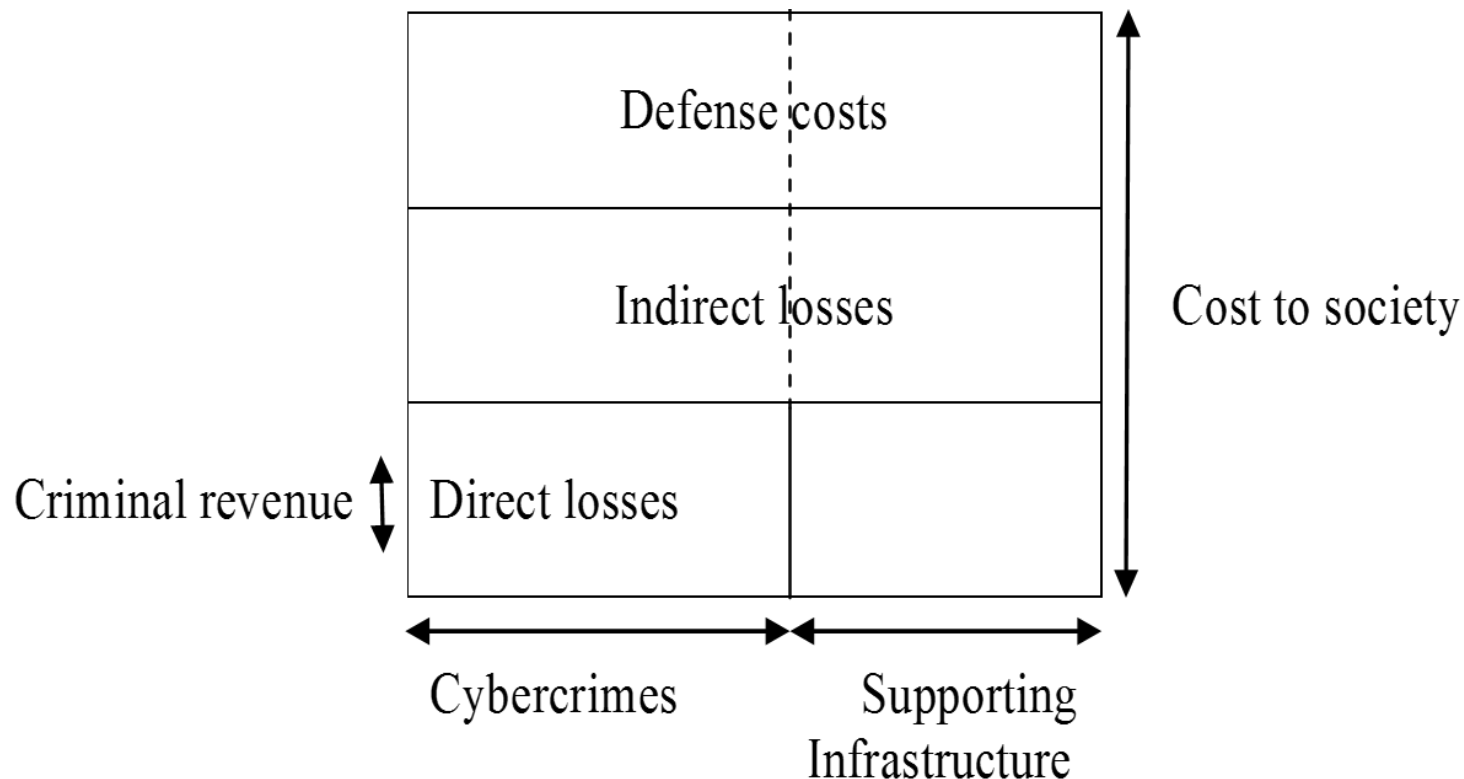 Defense costs
Indirect losses
Cost to society
Criminal revenue
Direct losses
Cybercrimes
Supporting
Infrastructure